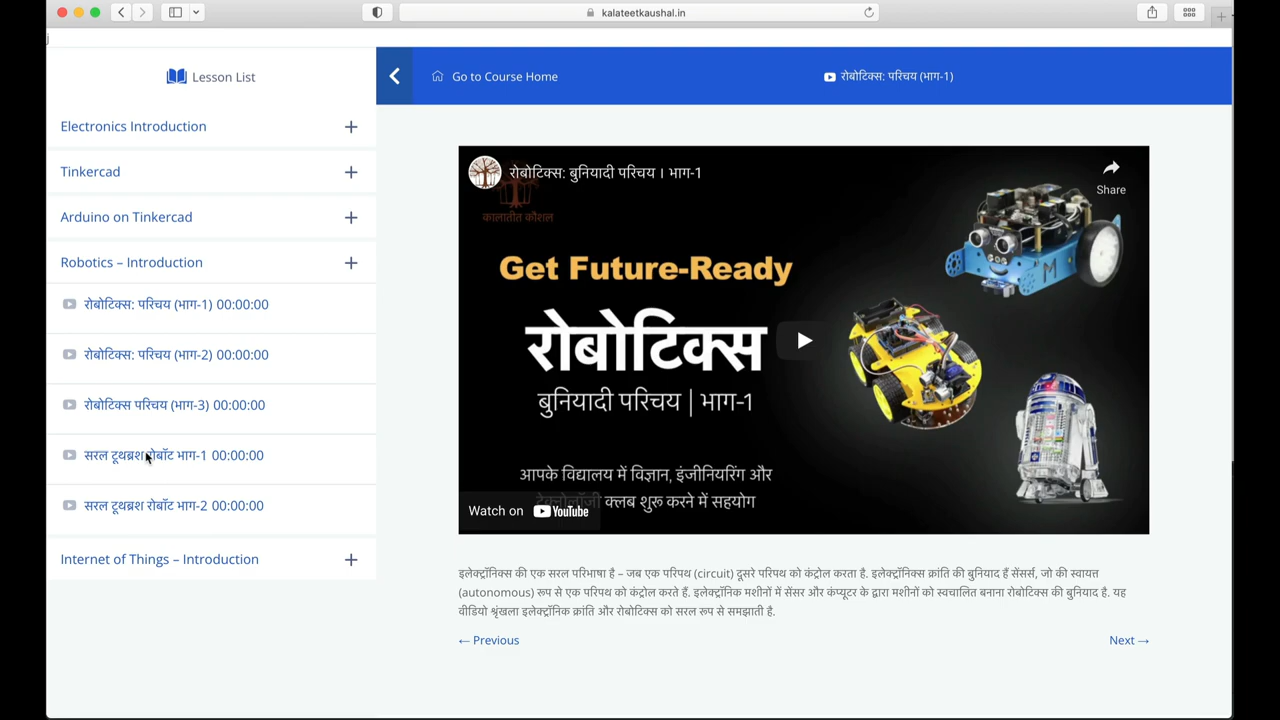 kalateetkaushal.in
j
Lesson List
Go to Course Home
रोबोटिक्स: परिचय (भाग-1)
Electronics Introduction
Tinkercad
Arduino on Tinkercad
Robotics – Introduction
रोबोटिक्स: परिचय (भाग-1) 00:00:00
रोबोटिक्स: परिचय (भाग-2) 00:00:00
रोबोटिक्स परिचय (भाग-3) 00:00:00
सरल टूथब्रश रोबॉट भाग-1 00:00:00
सरल टूथब्रश रोबॉट भाग-2 00:00:00
Internet of Things – Introduction
रोबोटिक्स: बुनियादी परिचय । भाग-1
Share
कालातीत कौशल
Get Future-Ready
रोबोटिक्स
बुनियादी परिचय | भाग-1
आपके विद्यालय में विज्ञान, इंजीनियरिंग और
टेक्नोलॉजी क्लब शुरू करने में सहयोग
Watch on YouTube
M
इलेक्ट्रॉनिक्स की एक सरल परिभाषा है – जब एक परिपथ (circuit) दूसरे परिपथ को कंट्रोल करता है. इलेक्ट्रॉनिक्स क्रांति की बुनियाद हैं सेंसर्स, जो की स्वायत्त
(autonomous) रूप से एक परिपथ को कंट्रोल करते हैं. इलेक्ट्रॉनिक मशीनों में सेंसर और कंप्यूटर के द्वारा मशीनों को स्वचालित बनाना रोबोटिक्स की बुनियाद है. यह
वीडियो श्रृंखला इलेक्ट्रॉनिक क्रांति और रोबोटिक्स को सरल रूप से समझाती है.
← Previous
Next →